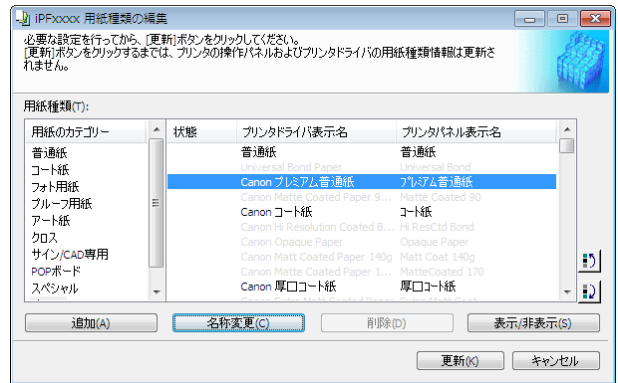 iPFxxxx 用紙種類の編集
必要な設定を行ってから、[更新]ボタンをクリックしてください。
[更新]ボタンをクリックするまでは、プリンタの操作パネルおよびプリンタドライバの用紙種類情報は更新さ
れません。
用紙種類(T):
用紙のカテゴリー 状態 プリンタドライバ表示名 プリンタパネル表示名
普通紙 普通紙 普通紙
コート紙 Universal Bond Paper Universal Bond
フォト用紙 Canon プレミアム普通紙 プレミアム普通紙
プルーフ用紙 Canon Matte Coated Paper 9... Matte Coated 90
アート紙 Canon コート紙 コート紙
クロス Canon Hi Resolution Coated B... Hi ResCtd Bond
サイン/CAD専用 Canon Opaque Paper Opaque Paper
POPボード Canon Matt Coated Paper 140g Matt Coat 140g
スペシャル Canon Matte Coated Paper 1... MatteCoated 170
Canon 厚口コート紙 厚口コート紙
追加(A) 名称変更(C) 削除(D) 表示/非表示(S)
更新(K) キャンセル